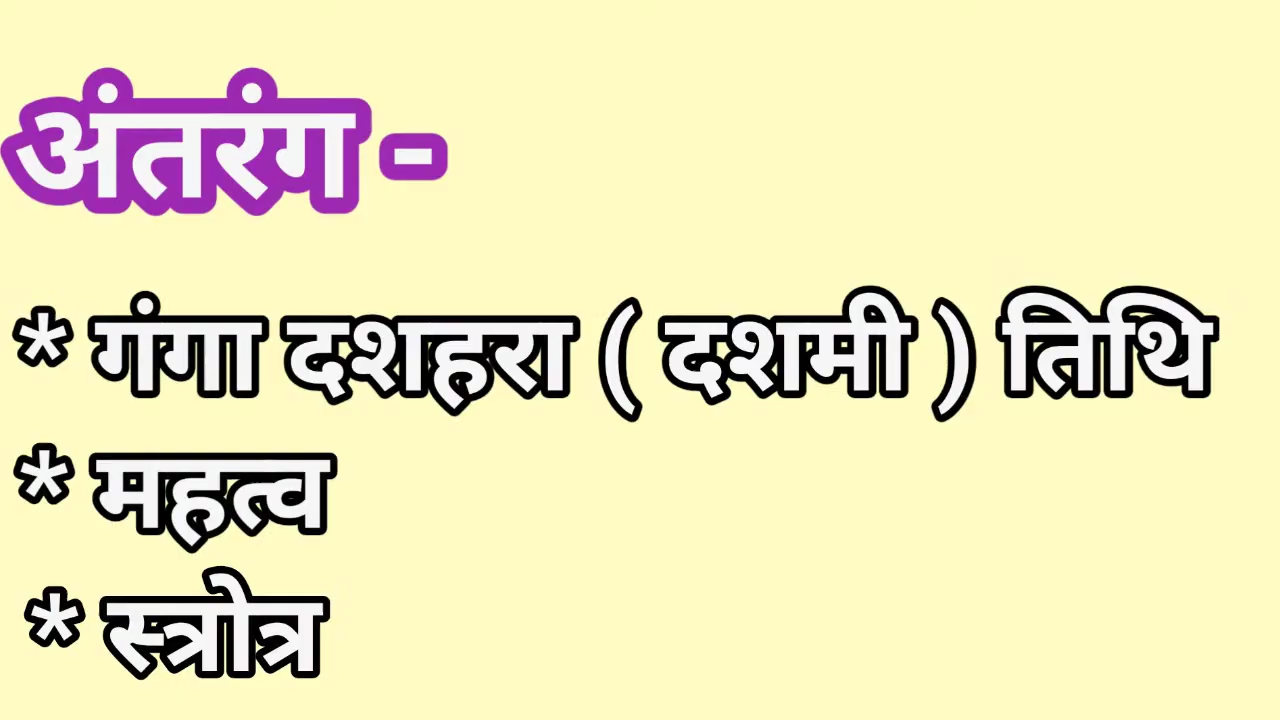 अंतरंग -
* गंगा दशहरा ( दशमी ) तिथि
* महत्व
* स्त्रोत्र